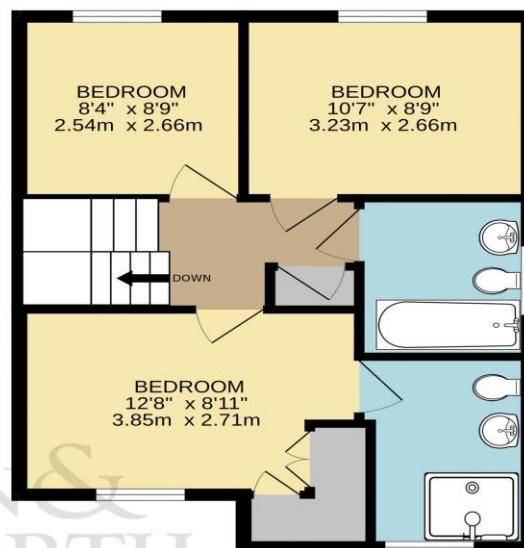 BEDROOM
8'4" x 8'9"
2.54m x 2.66m
BEDROOM
10'7" x 8'9"
3.23m x 2.66m
DOWN
BEDROOM
12'8" x 8'11"
3.85m x 2.71m